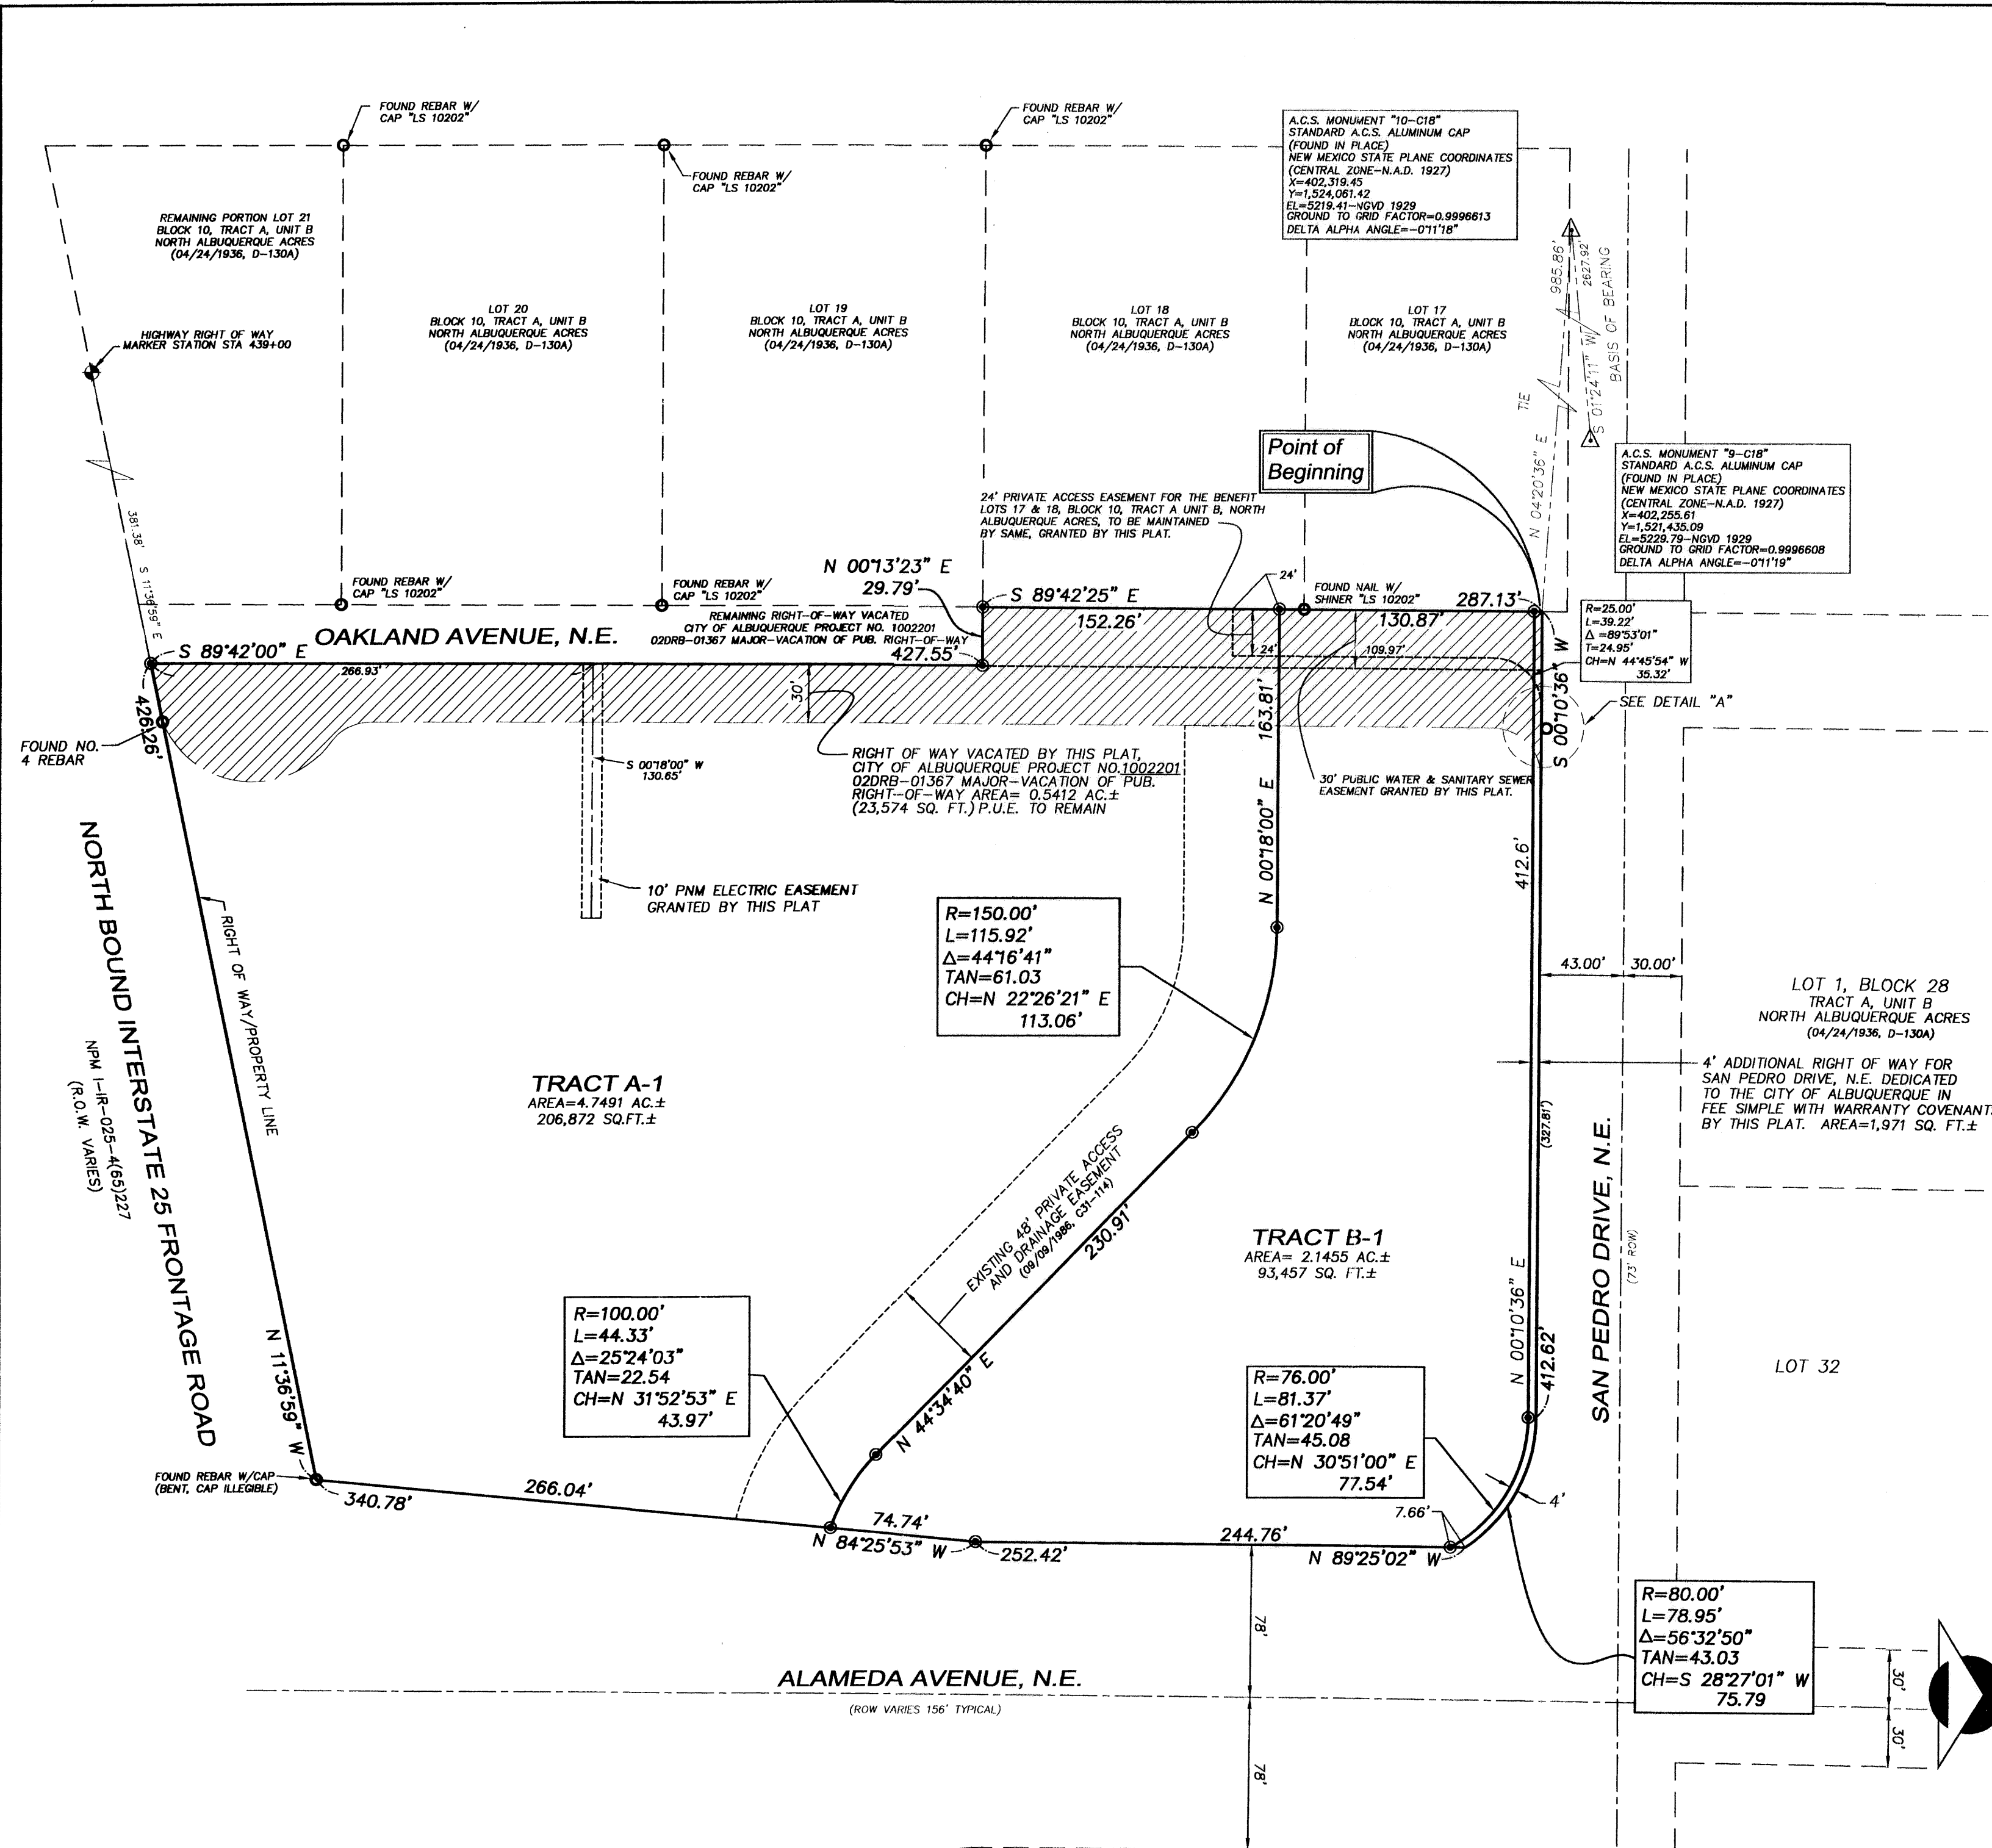 FOUND REBAR W/
CAP "LS 10202"
FOUND REBAR W/
CAP "LS 10202"
FOUND REBAR W/
CAP "LS 10202"
A.C.S. MONUMENT "10-C18"
STANDARD A.C.S. ALUMINUM CAP
(FOUND IN PLACE)
NEW MEXICO STATE PLANE COORDINATES
(CENTRAL ZONE-N.A.D. 1927)
X=402,319.45
Y=1,524,061.42
EL=5219.41-NGVD 1929
GROUND TO GRID FACTOR=0.9996613
DELTA ALPHA ANGLE=-0°11'18"
REMAINING PORTION LOT 21
BLOCK 10, TRACT A, UNIT B
NORTH ALBUQUERQUE ACRES
(04/24/1936, D-130A)
HIGHWAY RIGHT OF WAY
MARKER STATION STA 439+00
LOT 20
BLOCK 10, TRACT A, UNIT B
NORTH ALBUQUERQUE ACRES
(04/24/1936, D-130A)
LOT 19
BLOCK 10, TRACT A, UNIT B
NORTH ALBUQUERQUE ACRES
(04/24/1936, D-130A)
LOT 18
BLOCK 10, TRACT A, UNIT B
NORTH ALBUQUERQUE ACRES
(04/24/1936, D-130A)
LOT 17
BLOCK 10, TRACT A, UNIT B
NORTH ALBUQUERQUE ACRES
(04/24/1936, D-130A)
985.86'
2627.92'
S 01°24'11" W
BASIS OF BEARING
N 04°20'36" E TIE
Point of
Beginning
A.C.S. MONUMENT "9-C18"
STANDARD A.C.S. ALUMINUM CAP
(FOUND IN PLACE)
NEW MEXICO STATE PLANE COORDINATES
(CENTRAL ZONE-N.A.D. 1927)
X=402,255.61
Y=1,521,435.09
EL=5229.79-NGVD 1929
GROUND TO GRID FACTOR=0.9996608
DELTA ALPHA ANGLE=-0°11'19"
24' PRIVATE ACCESS EASEMENT FOR THE BENEFIT
LOTS 17 & 18, BLOCK 10, TRACT A UNIT B, NORTH
ALBUQUERQUE ACRES, TO BE MAINTAINED
BY SAME, GRANTED BY THIS PLAT.
381.38' S 11°36'59" E
FOUND REBAR W/
CAP "LS 10202"
FOUND REBAR W/
CAP "LS 10202"
N 00°13'23" E
29.79'
S 89°42'25" E
152.26'
24'
FOUND NAIL W/
SHINER "LS 10202"
287.13'
130.87'
R=25.00'
L=39.22'
Δ =89°53'01"
T=24.95'
CH=N 44°45'54" W
35.32'
REMAINING RIGHT-OF-WAY VACATED
CITY OF ALBUQUERQUE PROJECT NO. 1002201
02DRB-01367 MAJOR-VACATION OF PUB. RIGHT-OF-WAY
OAKLAND AVENUE, N.E.
S 89°42'00" E
427.55'
24'
109.97'
266.93'
30'
163.81'
S 00°10'36" W
SEE DETAIL "A"
426.26'
FOUND NO.
4 REBAR
S 00°18'00" W
130.65'
RIGHT OF WAY VACATED BY THIS PLAT,
CITY OF ALBUQUERQUE PROJECT NO.1002201
02DRB-01367 MAJOR-VACATION OF PUB.
RIGHT-OF-WAY AREA= 0.5412 AC.±
(23,574 SQ. FT.) P.U.E. TO REMAIN
30' PUBLIC WATER & SANITARY SEWER
EASEMENT GRANTED BY THIS PLAT.
N 00°18'00" E
412.6'
10' PNM ELECTRIC EASEMENT
GRANTED BY THIS PLAT
NORTH BOUND INTERSTATE 25 FRONTAGE ROAD
NPM I-IR-025-4(65)227
(R.O.W. VARIES)
RIGHT OF WAY/PROPERTY LINE
R=150.00'
L=115.92'
Δ=44°16'41"
TAN=61.03
CH=N 22°26'21" E
113.06'
43.00'
30.00'
LOT 1, BLOCK 28
TRACT A, UNIT B
NORTH ALBUQUERQUE ACRES
(04/24/1936, D-130A)
4' ADDITIONAL RIGHT OF WAY FOR
SAN PEDRO DRIVE, N.E. DEDICATED
TO THE CITY OF ALBUQUERQUE IN
FEE SIMPLE WITH WARRANTY COVENANT
BY THIS PLAT. AREA=1,971 SQ. FT.±
TRACT A-1
AREA=4.7491 AC.±
206,872 SQ.FT.±
(327.81')
EXISTING 48' PRIVATE ACCESS
AND DRAINAGE EASEMENT
(09/09/1986, C31-114)
230.91'
TRACT B-1
AREA= 2.1455 AC.±
93,457 SQ. FT.±
SAN PEDRO DRIVE, N.E.
(73' ROW)
N 11°36'59" W
R=100.00'
L=44.33'
Δ=25°24'03"
TAN=22.54
CH=N 31°52'53" E
43.97'
N 44°34'40" E
N 00°10'36" E
412.62'
LOT 32
R=76.00'
L=81.37'
Δ=61°20'49"
TAN=45.08
CH=N 30°51'00" E
77.54'
FOUND REBAR W/CAP
(BENT, CAP ILLEGIBLE)
340.78'
266.04'
74.74'
N 84°25'53" W
252.42'
244.76'
7.66'
4'
N 89°25'02" W
R=80.00'
L=78.95'
Δ=56°32'50"
TAN=43.03
CH=S 28°27'01" W
75.79
78'
ALAMEDA AVENUE, N.E.
(ROW VARIES 156' TYPICAL)
30'
30'
78'